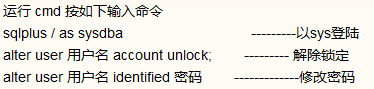 运行 cmd 按如下输入命令
sqlplus / as sysdba ---------以sys登陆
alter user 用户名 account unlock; --------- 解除锁定
alter user 用户名 identified 密码 -------------修改密码